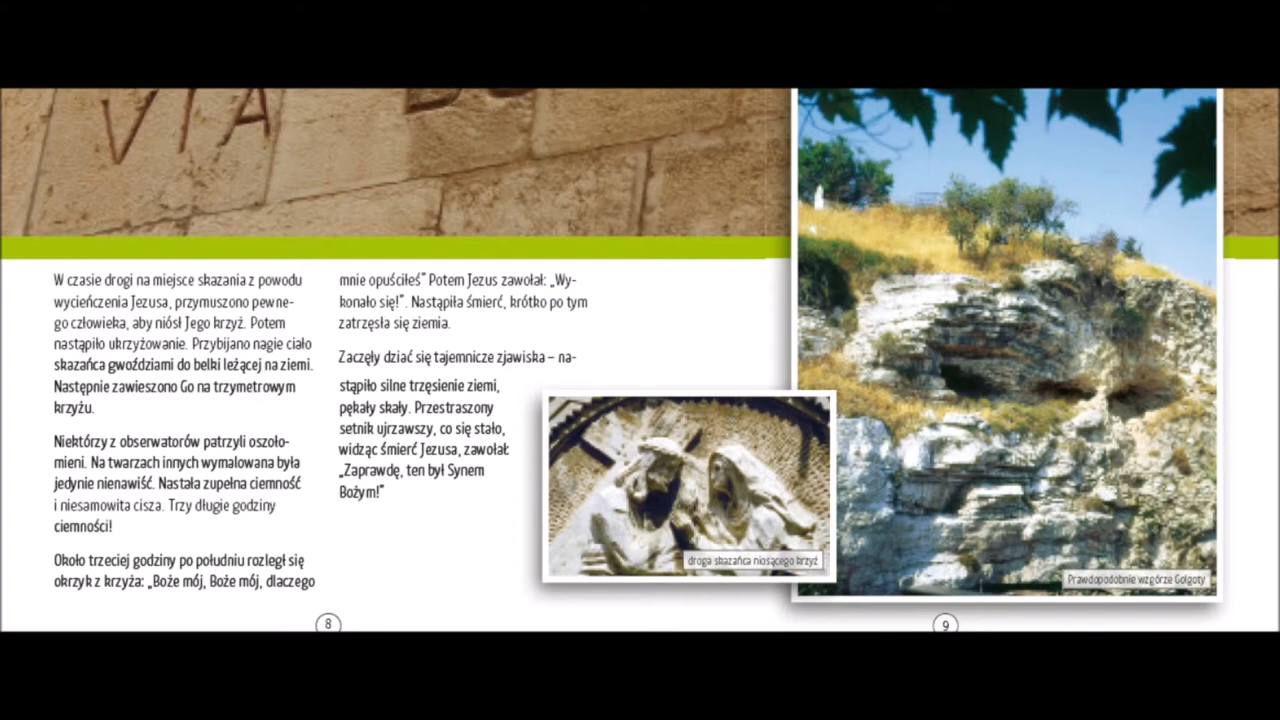 VIA
W czasie drogi na miejsce skazania z powodu
wycieńczenia Jezusa, przymuszono pewne-
go człowieka, aby niósł Jego krzyż. Potem
nastąpiło ukrzyżowanie. Przybijano nagie ciało
skazańca gwoździami do belki leżącej na ziemi.
Następnie zawieszono Go na trzymetrowym
krzyżu.
Niektórzy z obserwatorów patrzyli oszoło-
mieni. Na twarzach innych wymalowana była
jedynie nienawiść. Nastała zupełna ciemność
i niesamowita cisza. Trzy długie godziny
ciemności!
Około trzeciej godziny po południu rozległ się
okrzyk z krzyża: „Boże mój, Boże mój, dlaczego
mnie opuściłeś” Potem Jezus zawołał: „Wy-
konało się!”. Nastąpiła śmierć, krótko po tym
zatrzęsła się ziemia.
Zaczęły dziać się tajemnicze zjawiska – na-
stąpiło silne trzęsienie ziemi,
pękały skały. Przestraszony
setnik ujrzawszy, co się stało,
widząc śmierć Jezusa, zawołał:
„Zaprawdę, ten był Synem
Bożym!”
droga skazańca niosącego krzyż
Prawdopodobnie wzgórze Golgoty
8
9